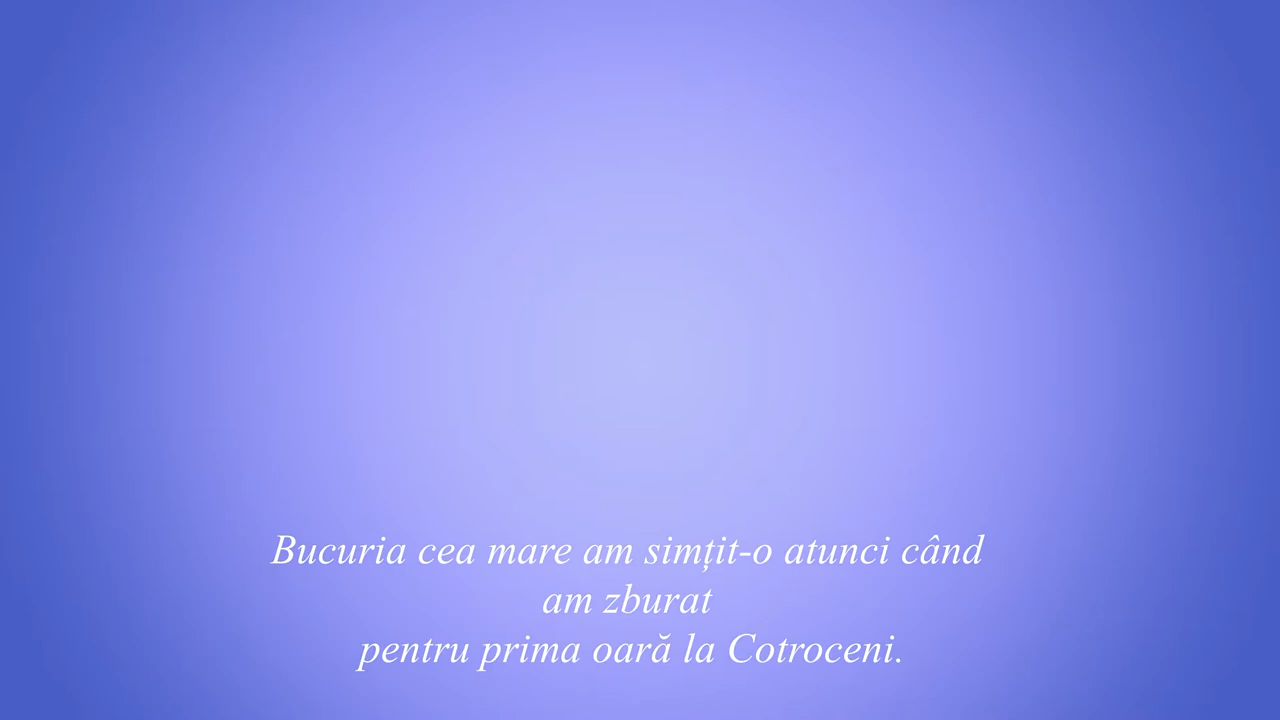 Bucuria cea mare am simțit-o atunci când
am zburat
pentru prima oară la Cotroceni.